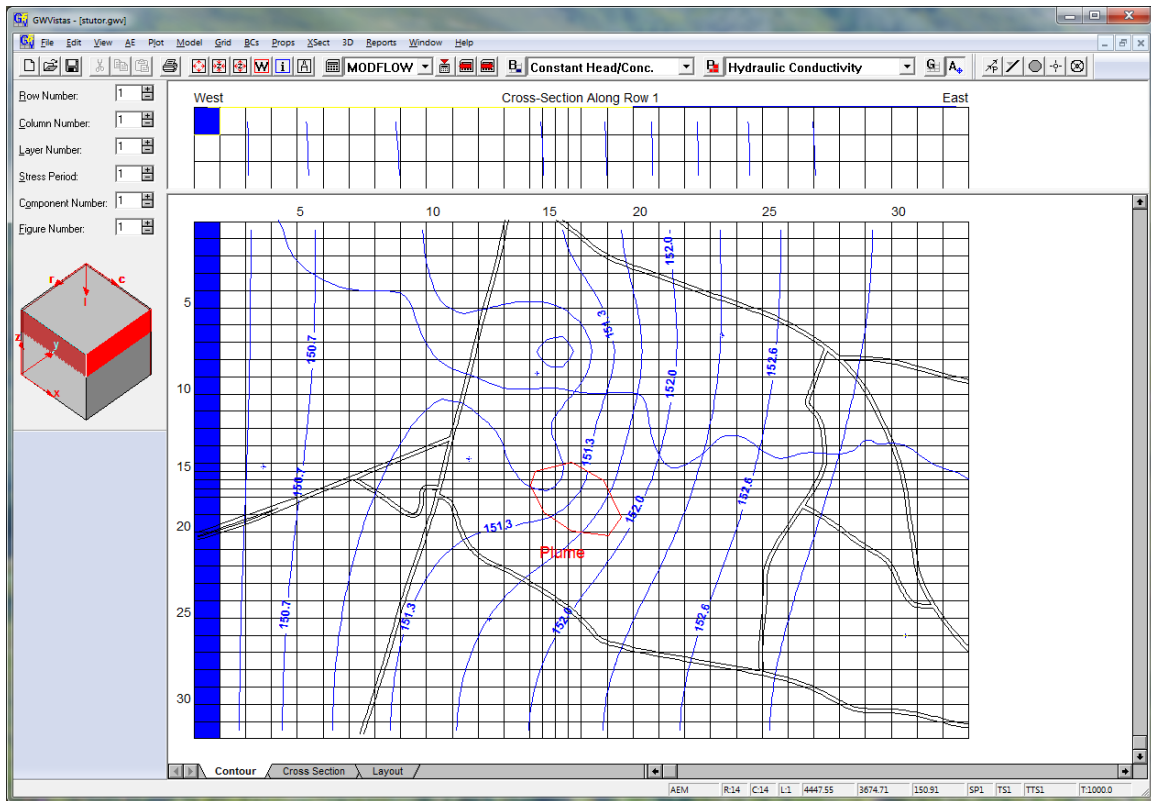 GWVistas - [stutor.gwv]
File Edit View AE Plot Model Grid BCs Props XSect 3D Reports Window Help
MODFLOW Constant Head/Conc. Hydraulic Conductivity
Row Number: 1
Column Number: 1
Layer Number: 1
Stress Period: 1
Component Number: 1
Figure Number: 1
r c
l
z y
x
West Cross-Section Along Row 1 East
5 10 15 20 25 30
5
10
15
20
25
30
152.0
151.3
150.7
152.0
152.6
151.3
150.7
152.6
152.0
151.3
Plume
150.7
151.3
152.0
152.6
Contour Cross Section Layout
AEM R:14 C:14 L:1 4447.55 3674.71 150.91 SP1 TS1 TTS1 T:1000.0